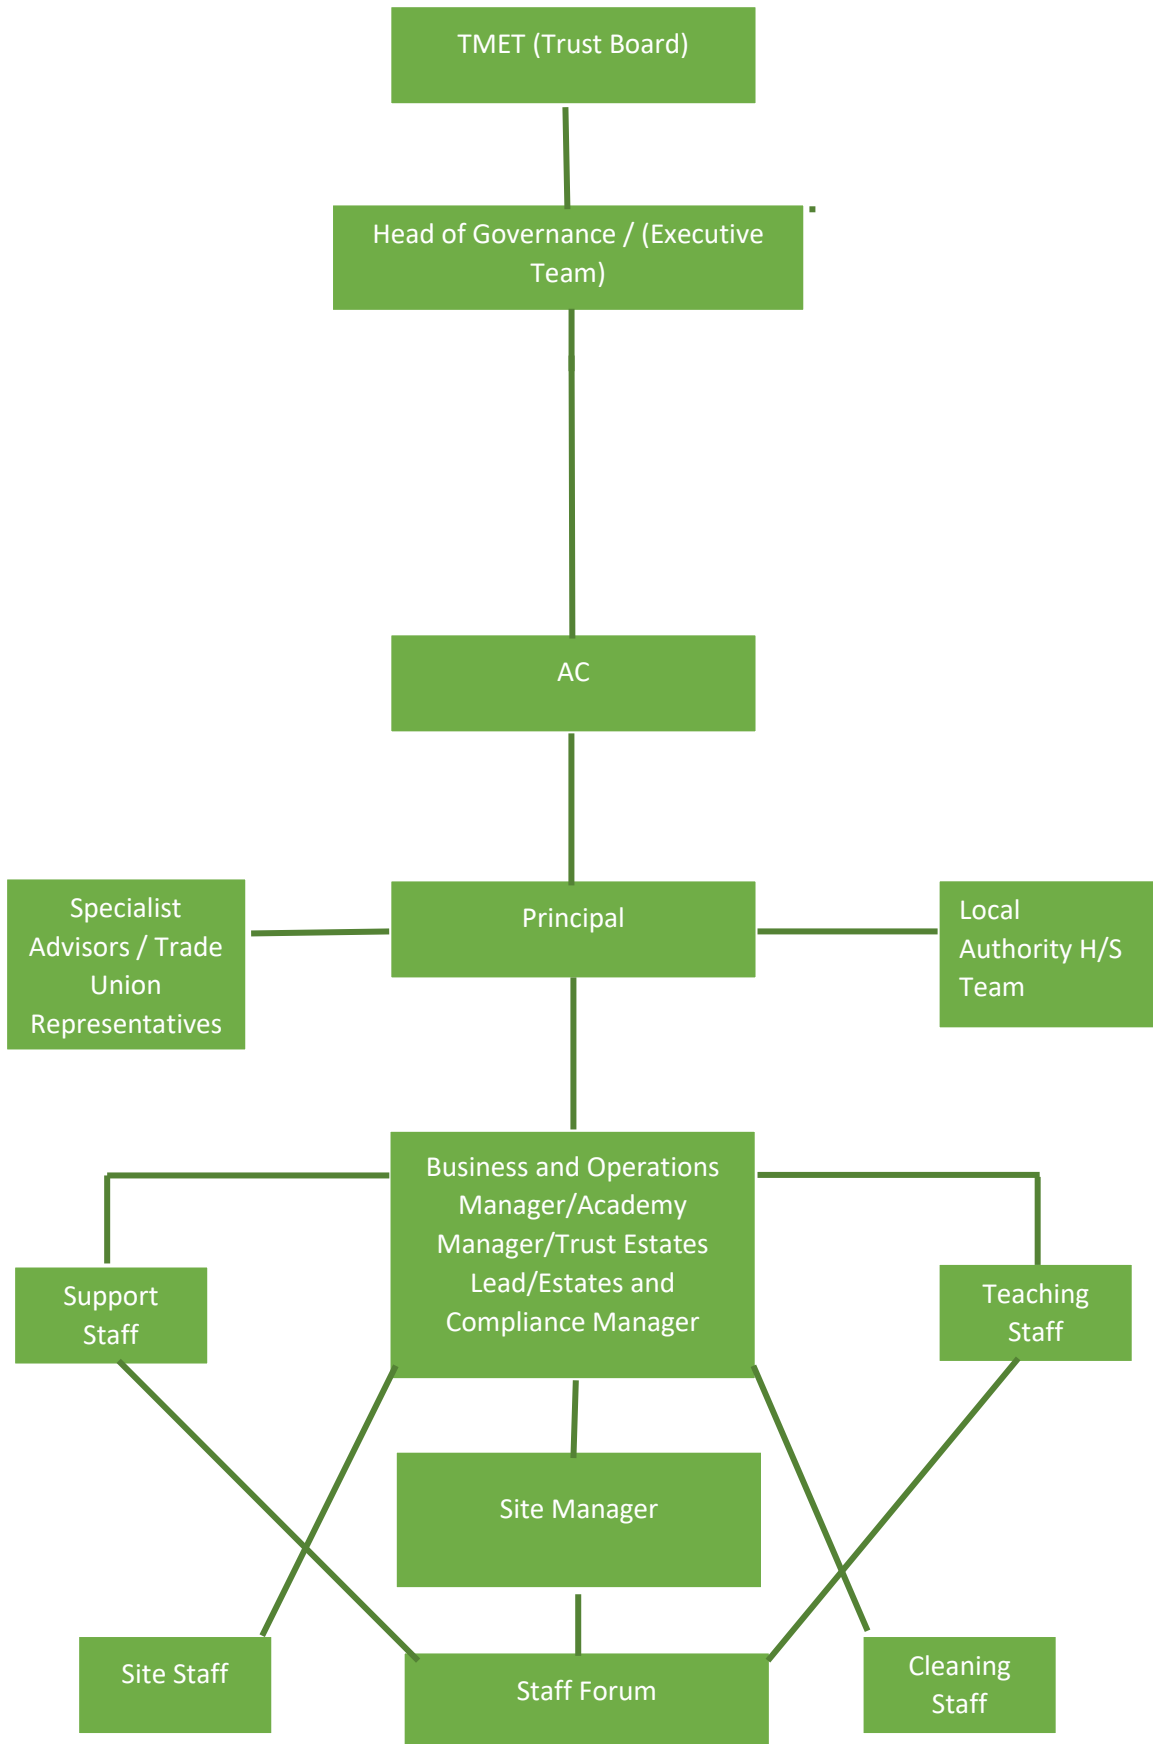 TMET (Trust Board)
Head of Governance / (Executive
Team)
AC
Specialist
Advisors / Trade
Union
Representatives
Principal
Local
Authority H/S
Team
Business and Operations
Manager/Academy
Manager/Trust Estates
Lead/Estates and
Compliance Manager
Support
Staff
Teaching
Staff
Site Manager
Site Staff
Staff Forum
Cleaning
Staff